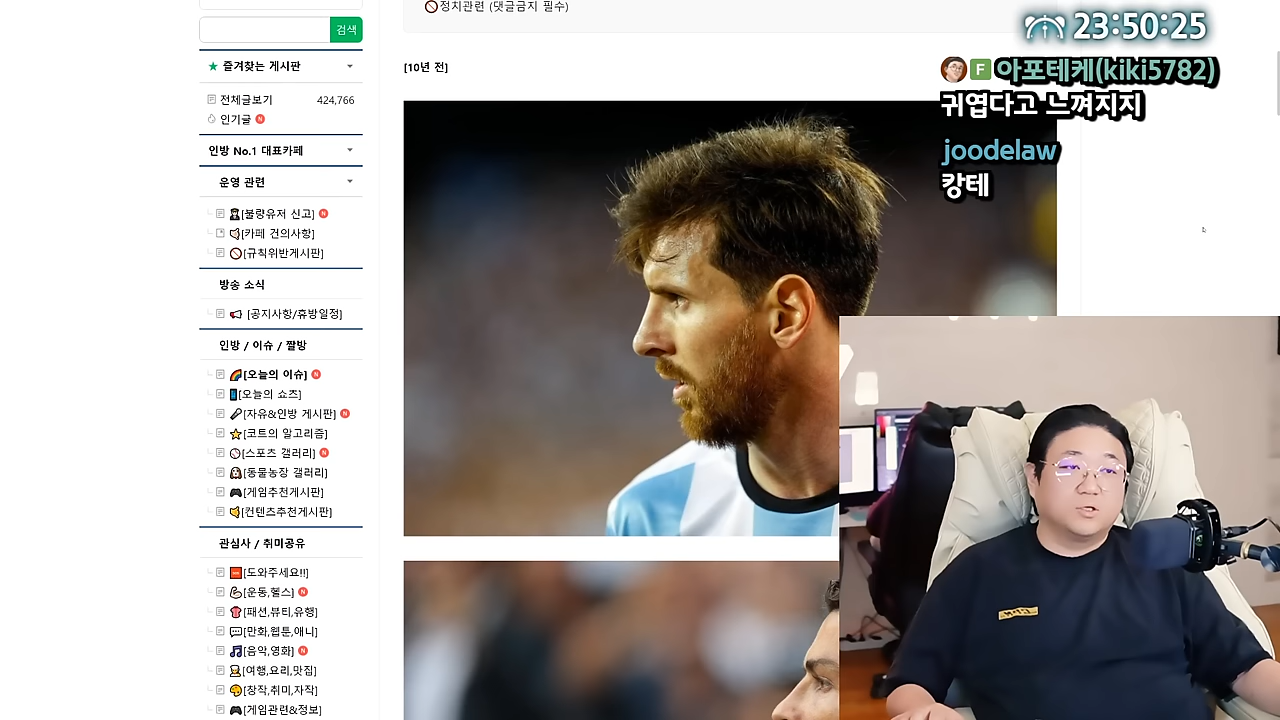 검색
★ 즐겨찾는 게시판
전체글보기 424,766
인기글 N
인방 No.1 대표카페
운영 관련
[불량유저 신고] N
[카페 건의사항]
[규칙위반게시판]
방송 소식
[공지사항/휴방일정]
인방 / 이슈 / 짤방
[오늘의 이슈] N
[오늘의 쇼츠]
[자유&인방 게시판] N
[코트의 알고리즘]
[스포츠 갤러리] N
[동물농장 갤러리]
[게임추천게시판]
[컨텐츠추천게시판]
관심사 / 취미공유
[도와주세요!!]
[운동,헬스] N
[패션,뷰티,유행]
[만화,웹툰,애니]
[음악,영화] N
[여행,요리,맛집]
[창작,취미,자작]
[게임관련&정보]
정치관련 (댓글금지 필수)
[10년 전]
23:50:25
F 아포테케(kiki5782)
귀엽다고 느껴지지
joodelaw
캉테